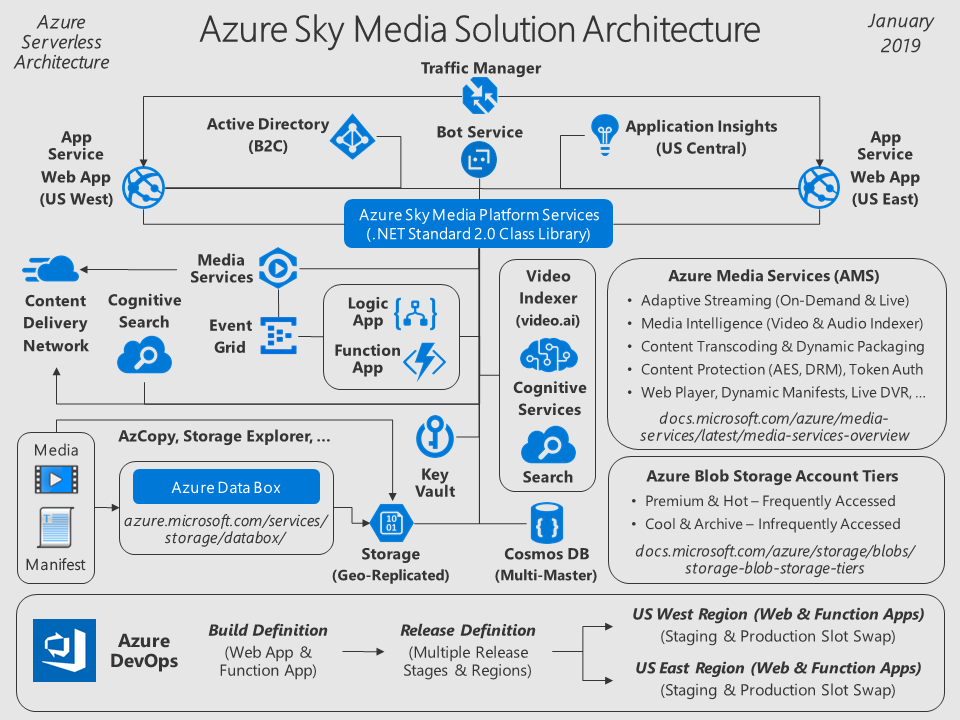 Azure
Serverless
Architecture
Azure Sky Media Solution Architecture
January
2019
Traffic Manager
App
Service
Web App
(US West)
Active Directory
(B2C)
Bot Service
Application Insights
(US Central)
App
Service
Web App
(US East)
Azure Sky Media Platform Services
(.NET Standard 2.0 Class Library)
Content
Delivery
Network
Media
Services
Cognitive
Search
Event
Grid
Logic
App
Function
App
Video
Indexer
(video.ai)
Cognitive
Services
Search
Azure Media Services (AMS)
• Adaptive Streaming (On-Demand & Live)
• Media Intelligence (Video & Audio Indexer)
• Content Transcoding & Dynamic Packaging
• Content Protection (AES, DRM), Token Auth
• Web Player, Dynamic Manifests, Live DVR, ...
docs.microsoft.com/azure/media-
services/latest/media-services-overview
Media
Manifest
AzCopy, Storage Explorer, ...
Azure Data Box
azure.microsoft.com/services/
storage/databox/
Key
Vault
10
01
Storage
(Geo-Replicated)
Cosmos DB
(Multi-Master)
Azure Blob Storage Account Tiers
• Premium & Hot – Frequently Accessed
• Cool & Archive – Infrequently Accessed
docs.microsoft.com/azure/storage/blobs/
storage-blob-storage-tiers
Azure
DevOps
Build Definition
(Web App &
Function App)
Release Definition
(Multiple Release
Stages & Regions)
US West Region (Web & Function Apps)
(Staging & Production Slot Swap)
US East Region (Web & Function Apps)
(Staging & Production Slot Swap)